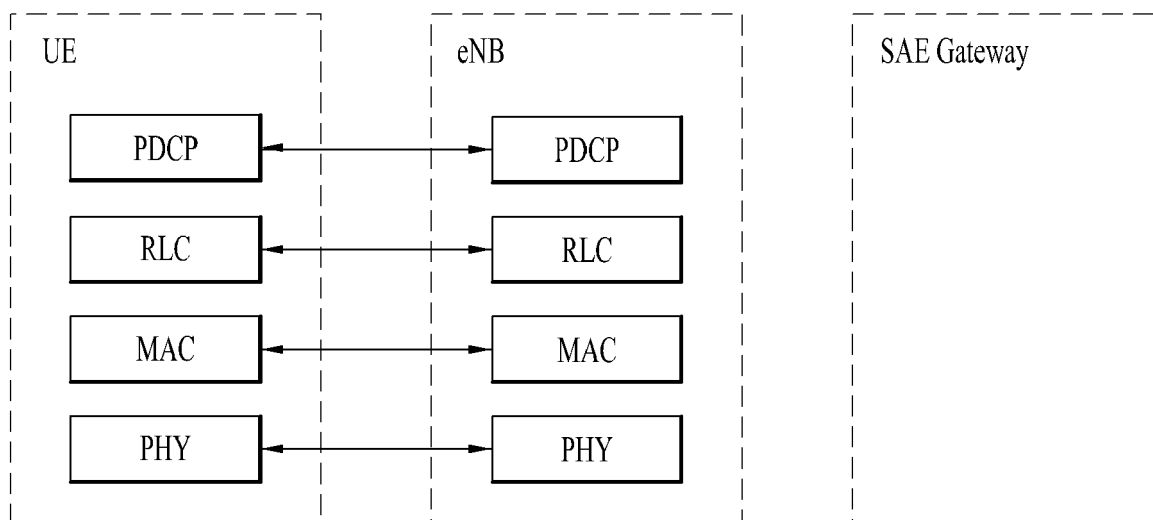 UE eNB SAE Gateway
PDCP PDCP
RLC RLC
MAC MAC
PHY PHY